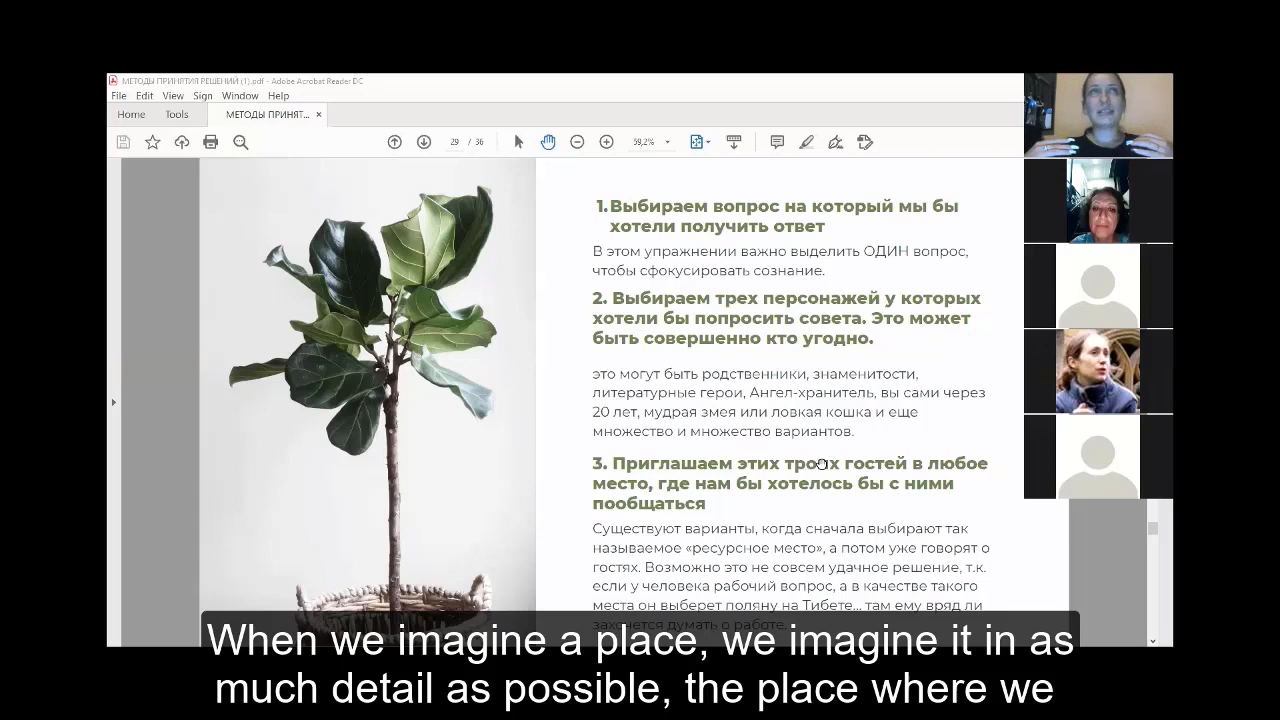 МЕТОДЫ ПРИНЯТИЯ РЕШЕНИЙ (1).pdf - Adobe Acrobat Reader DC
File Edit View Sign Window Help
Home Tools МЕТОДЫ ПРИНЯТ... ×
29 / 36 59,2%
1. Выбираем вопрос на который мы бы
хотели получить ответ
В этом упражнении важно выделить ОДИН вопрос,
чтобы сфокусировать сознание.
2. Выбираем трех персонажей у которых
хотели бы попросить совета. Это может
быть совершенно кто угодно.
это могут быть родственники, знаменитости,
литературные герои, Ангел-хранитель, вы сами через
20 лет, мудрая змея или ловкая кошка и еще
множество и множество вариантов.
3. Приглашаем этих троих гостей в любое
место, где нам бы хотелось бы с ними
пообщаться
Существуют варианты, когда сначала выбирают так
называемое «ресурсное место», а потом уже говорят о
гостях. Возможно это не совсем удачное решение, т.к.
если у человека рабочий вопрос, а в качестве такого
места он выберет поляну на Тибете... там ему вряд ли
захочется думать о работе.
When we imagine a place, we imagine it in as
much detail as possible, the place where we